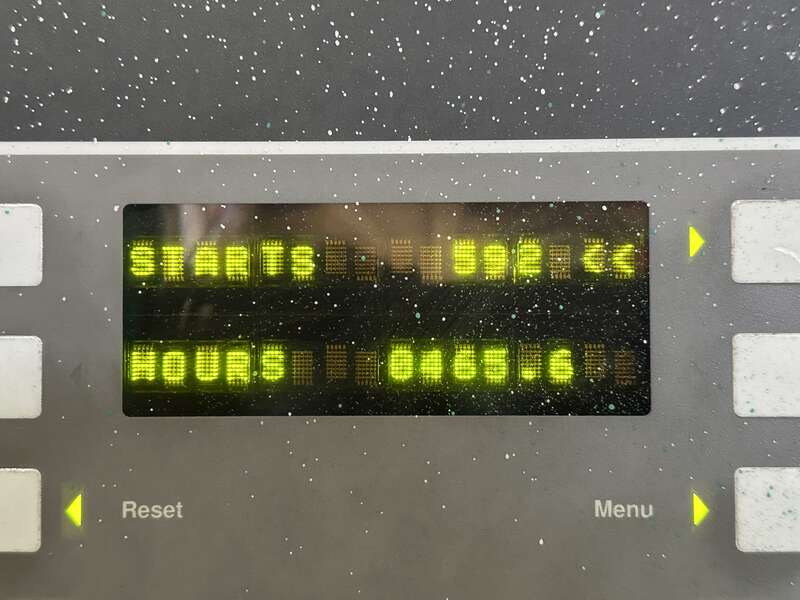 STARTS 592 <<
HOURS 0465.6
Reset Menu